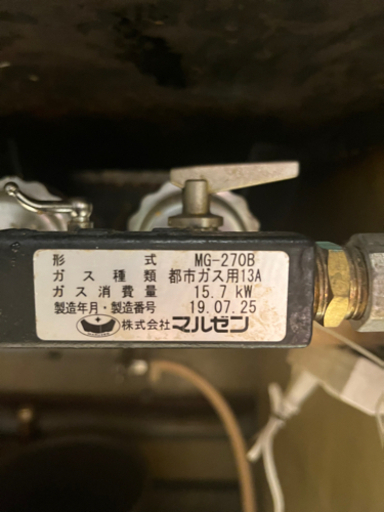 形式 MG-270B
ガス種類 都市ガス用13A
ガス消費量 15.7 kW
製造年月・製造番号 19.07.25
株式会社マルゼン